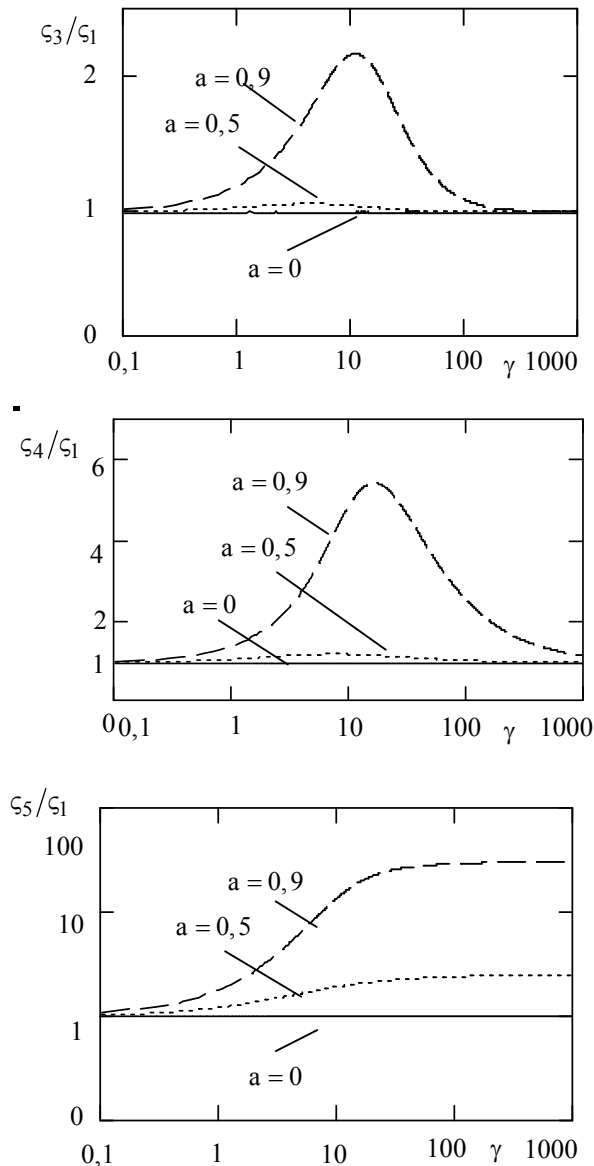 ς₃/ς₁
2
a = 0,9
a = 0,5
1
a = 0
0
0,1 1 10 100 γ 1000
ς₄/ς₁
6
a = 0,9
4
a = 0,5
a = 0
2
1
0 0,1 1 10 100 γ 1000
ς₅/ς₁
100
a = 0,9
10
a = 0,5
1
a = 0
0
0,1 1 10 100 γ 1000